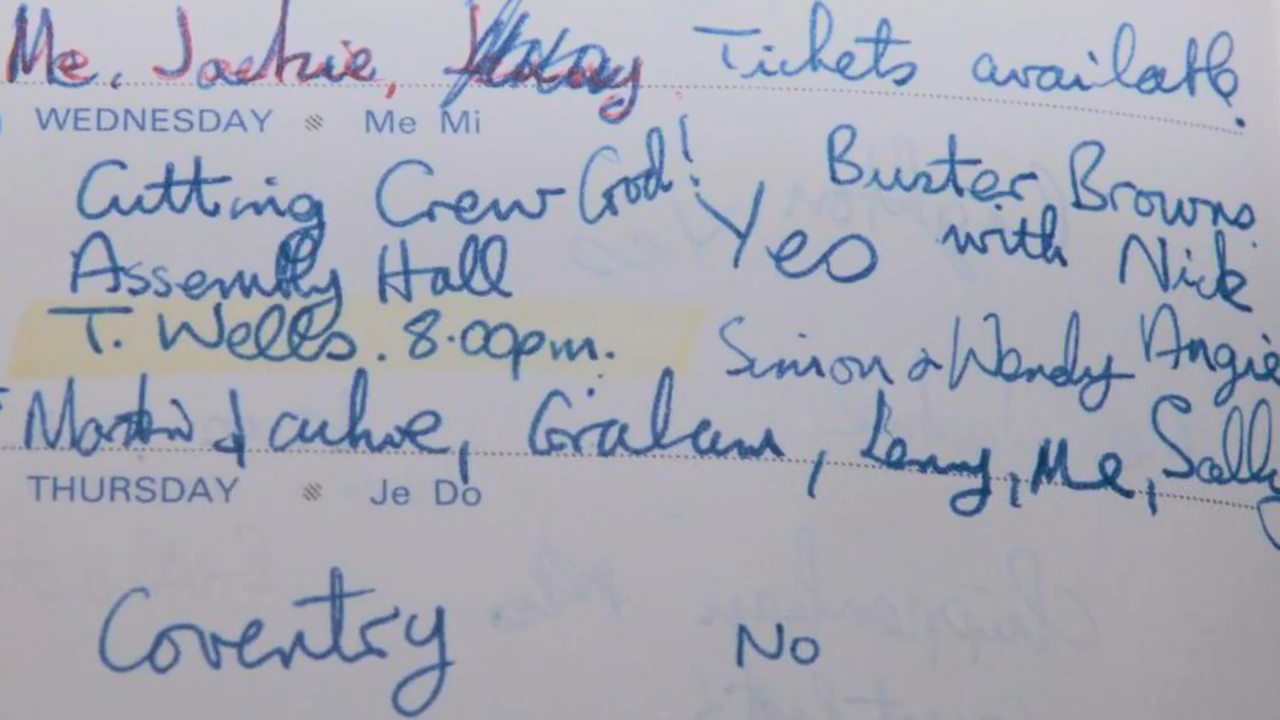 Me. Jackie, Tickets available.
WEDNESDAY Me Mi
Cutting Crew Good! Yes Buster Browns
Assembly Hall with Nick
T. Wells. 8.00pm. Simon & Wendy Angie
Martin Jackie, Graham, Lenny, Me, Sally
THURSDAY Je Do
Coventry No